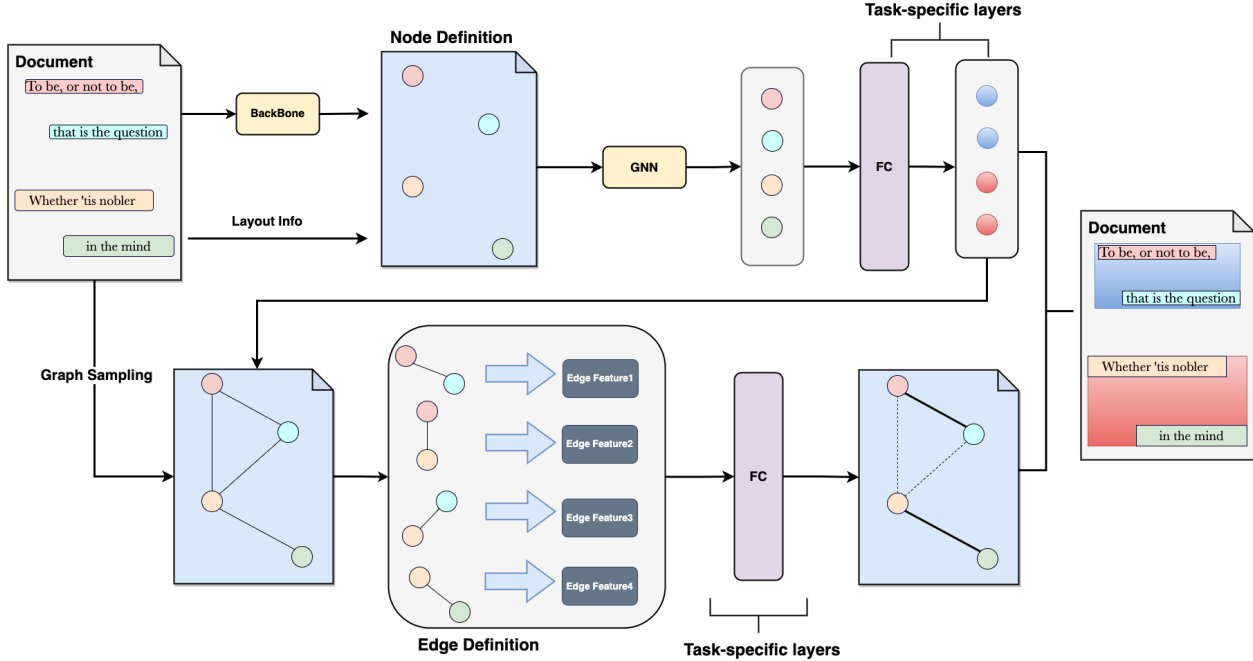 Task-specific layers
Node Definition
Document
To be, or not to be,
that is the question
Whether 'tis nobler
in the mind
BackBone
Layout Info
GNN
FC
Document
To be, or not to be,
that is the question
Whether 'tis nobler
in the mind
Graph Sampling
Edge Feature1
Edge Feature2
Edge Feature3
Edge Feature4
Edge Definition
FC
Task-specific layers